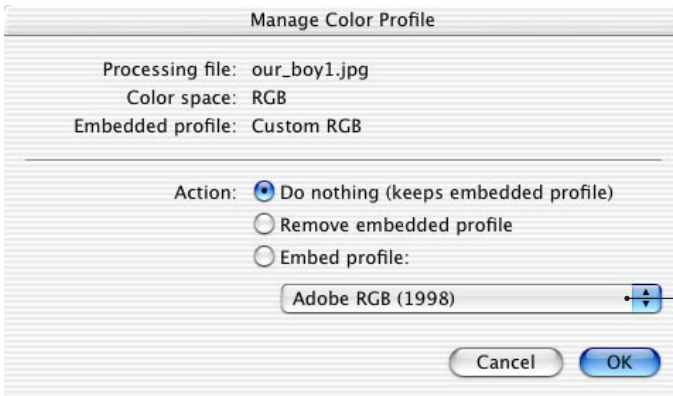 Manage Color Profile
Processing file: our_boy1.jpg
Color space: RGB
Embedded profile: Custom RGB
Action: Do nothing (keeps embedded profile)
Remove embedded profile
Embed profile:
Adobe RGB (1998)
Cancel OK